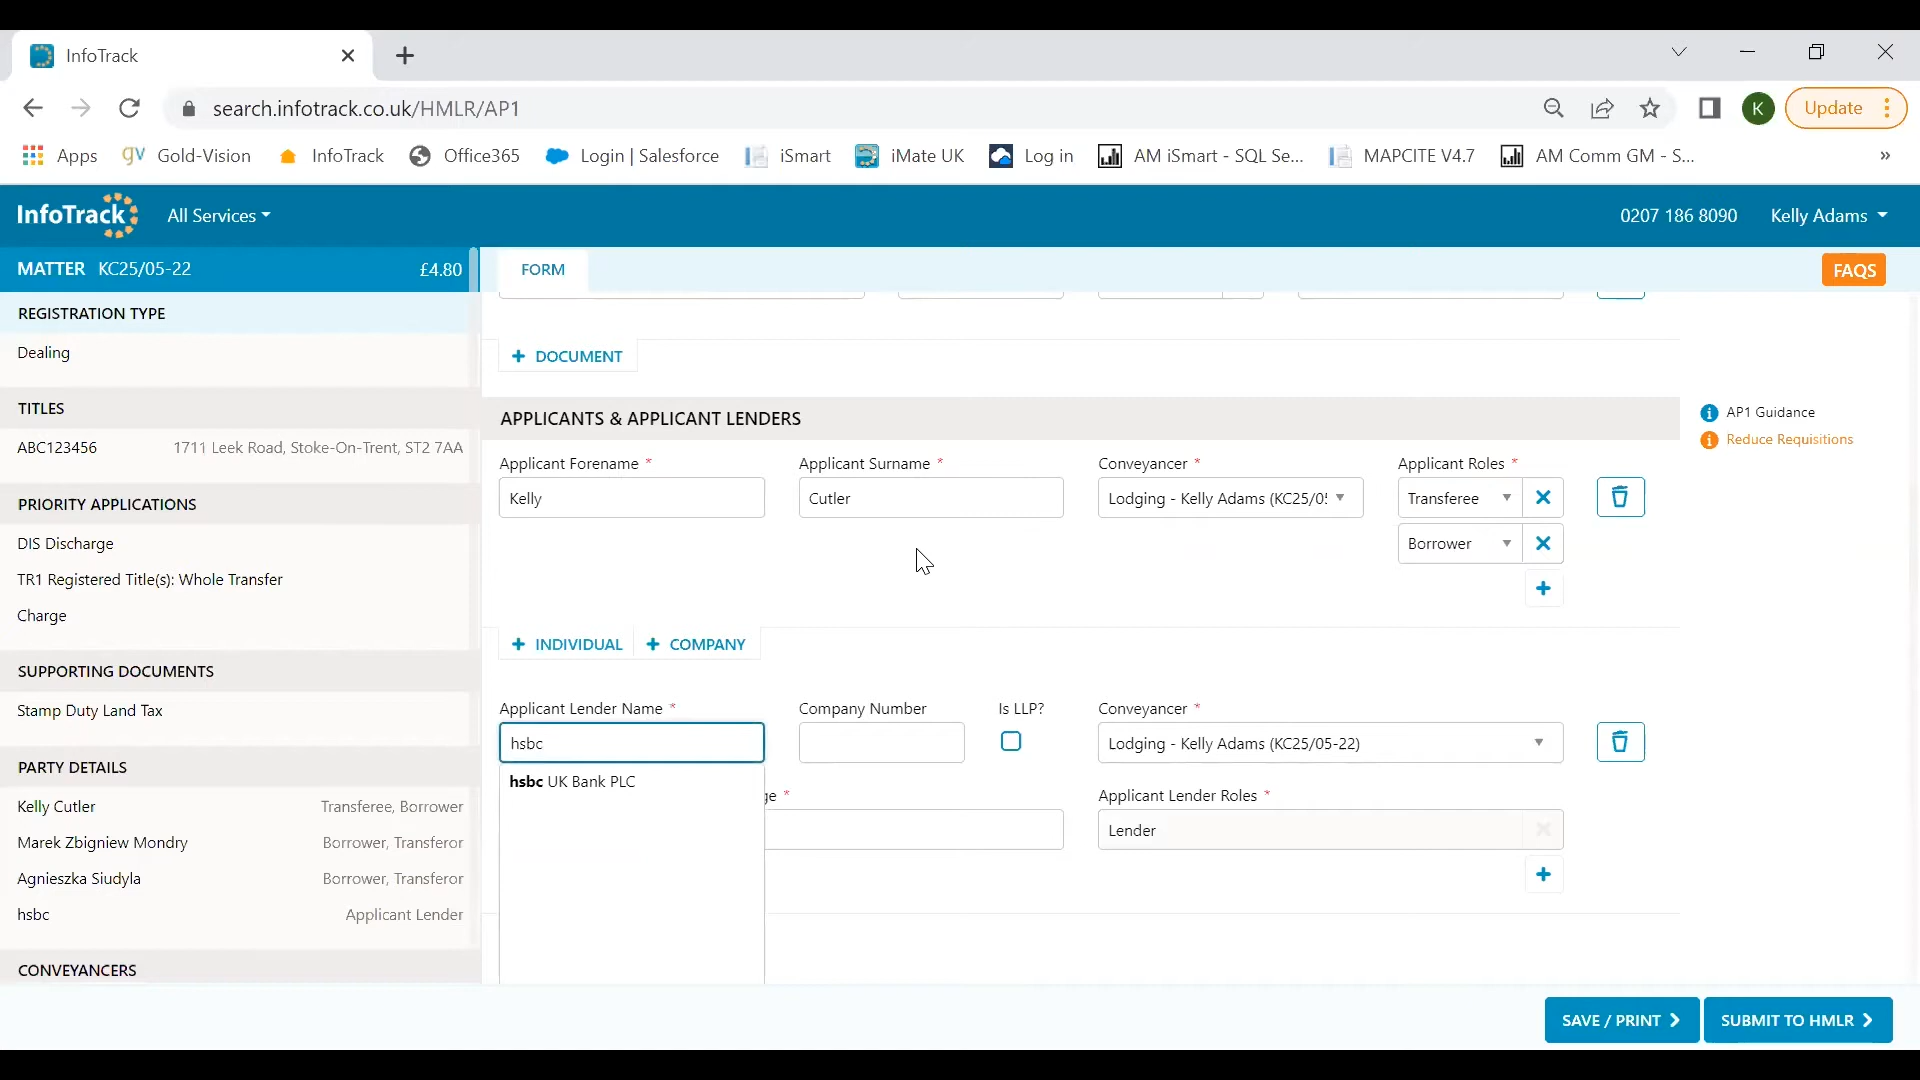 InfoTrack
search.infotrack.co.uk/HMLR/AP1
K
Update
Apps
gv Gold-Vision
InfoTrack
Office365
Login | Salesforce
iSmart
iMate UK
Log in
AM iSmart - SQL Se...
MAPCITE V4.7
AM Comm GM - S...
»
InfoTrack
All Services
0207 186 8090
Kelly Adams
MATTER KC25/05-22
£4.80
FORM
FAQS
REGISTRATION TYPE
Dealing
TITLES
ABC123456
1711 Leek Road, Stoke-On-Trent, ST2 7AA
PRIORITY APPLICATIONS
DIS Discharge
TR1 Registered Title(s): Whole Transfer
Charge
SUPPORTING DOCUMENTS
Stamp Duty Land Tax
PARTY DETAILS
Kelly Cutler
Transferee, Borrower
Marek Zbigniew Mondry
Borrower, Transferor
Agnieszka Siudyla
Borrower, Transferor
hsbc
Applicant Lender
CONVEYANCERS
+ DOCUMENT
APPLICANTS & APPLICANT LENDERS
AP1 Guidance
Reduce Requisitions
Applicant Forename *
Applicant Surname *
Conveyancer *
Applicant Roles *
Kelly
Cutler
Lodging - Kelly Adams (KC25/0
Transferee
Borrower
+
+ INDIVIDUAL
+ COMPANY
Applicant Lender Name *
Company Number
Is LLP?
Conveyancer *
hsbc
Lodging - Kelly Adams (KC25/05-22)
hsbc UK Bank PLC
ge *
Applicant Lender Roles *
Lender
+
SAVE / PRINT
SUBMIT TO HMLR